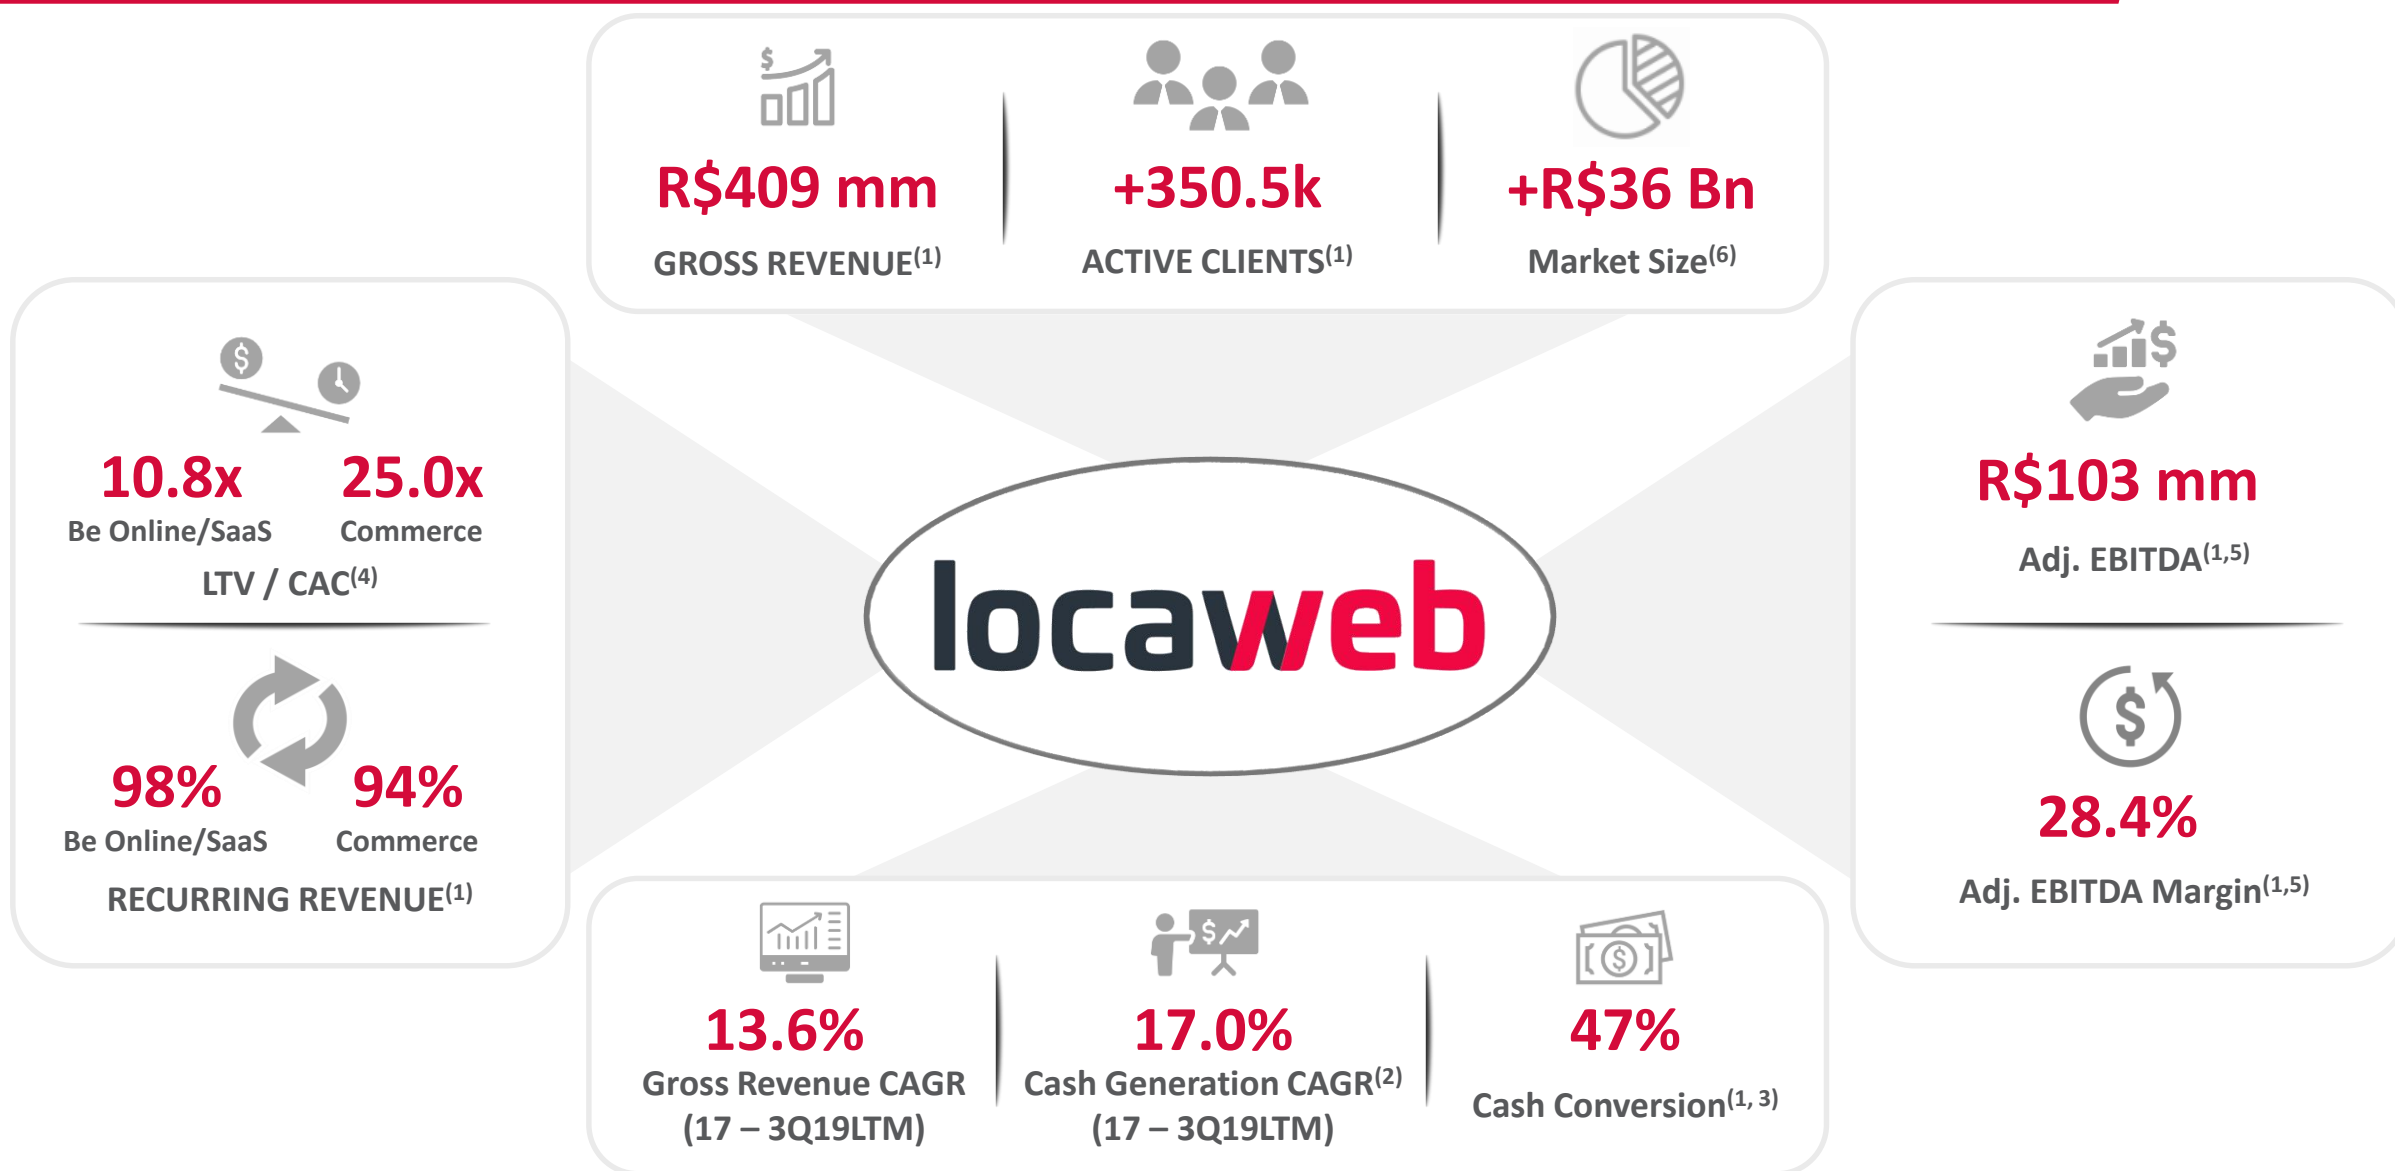 R$409 mm
GROSS REVENUE(1)
+350.5k
ACTIVE CLIENTS(1)
+R$36 Bn
Market Size(6)
10.8x
Be Online/SaaS
25.0x
Commerce
LTV / CAC(4)
98%
Be Online/SaaS
94%
Commerce
RECURRING REVENUE(1)
locaweb
R$103 mm
Adj. EBITDA(1,5)
28.4%
Adj. EBITDA Margin(1,5)
13.6%
Gross Revenue CAGR
(17 – 3Q19LTM)
17.0%
Cash Generation CAGR(2)
(17 – 3Q19LTM)
47%
Cash Conversion(1, 3)